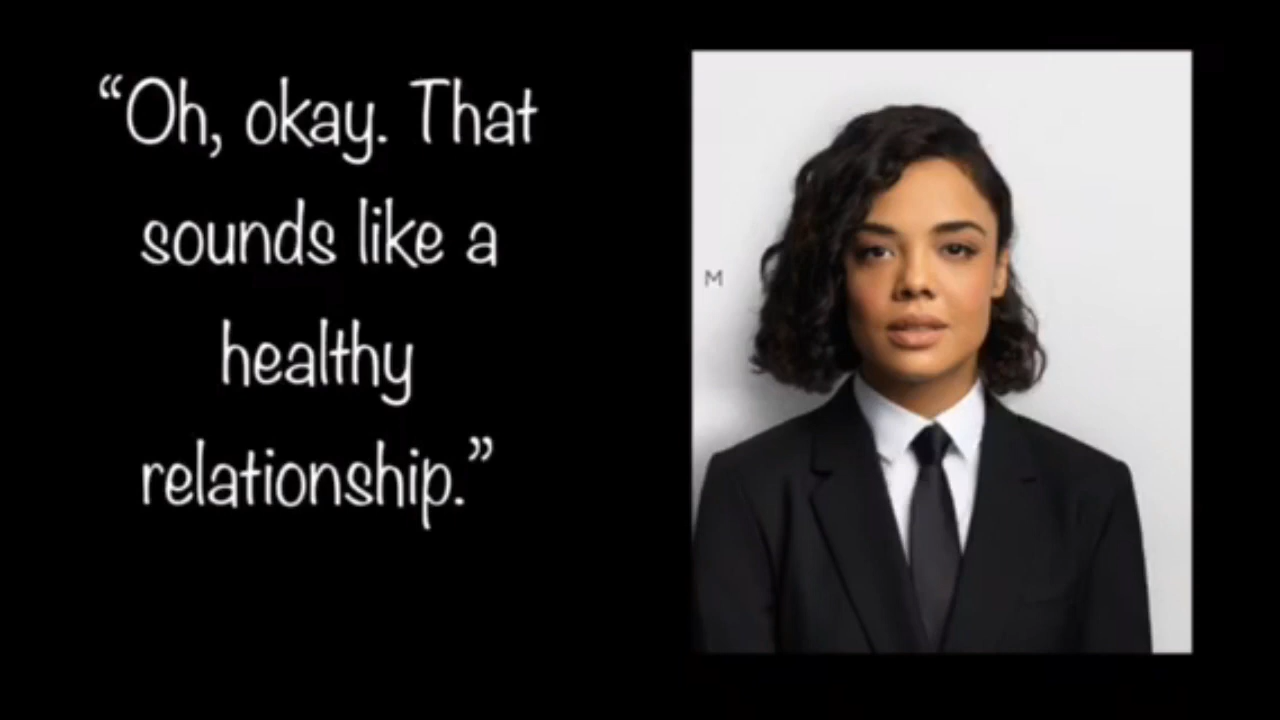 “Oh, okay. That
sounds like a
healthy
relationship.”
M